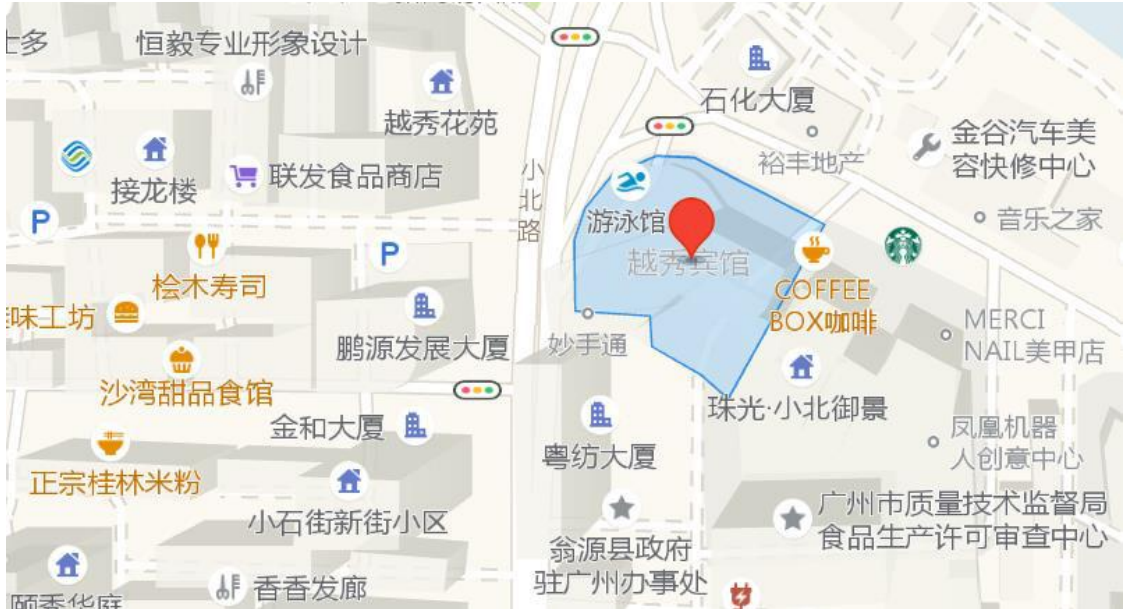 士多
恒毅专业形象设计
越秀花苑
石化大厦
金谷汽车美
容快修中心
裕丰地产
接龙楼
联发食品商店
小
北
路
P
游泳馆
音乐之家
越秀宾馆
P
桧木寿司
COFFEE
BOX咖啡
味工坊
鹏源发展大厦
妙手通
MERCI
NAIL美甲店
沙湾甜品食馆
珠光·小北御景
金和大厦
凤凰机器
人创意中心
粤纺大厦
正宗桂林米粉
小石街新街小区
广州市质量技术监督局
食品生产许可审查中心
翁源县政府
驻广州办事处
香香发廊
颐秀华庭